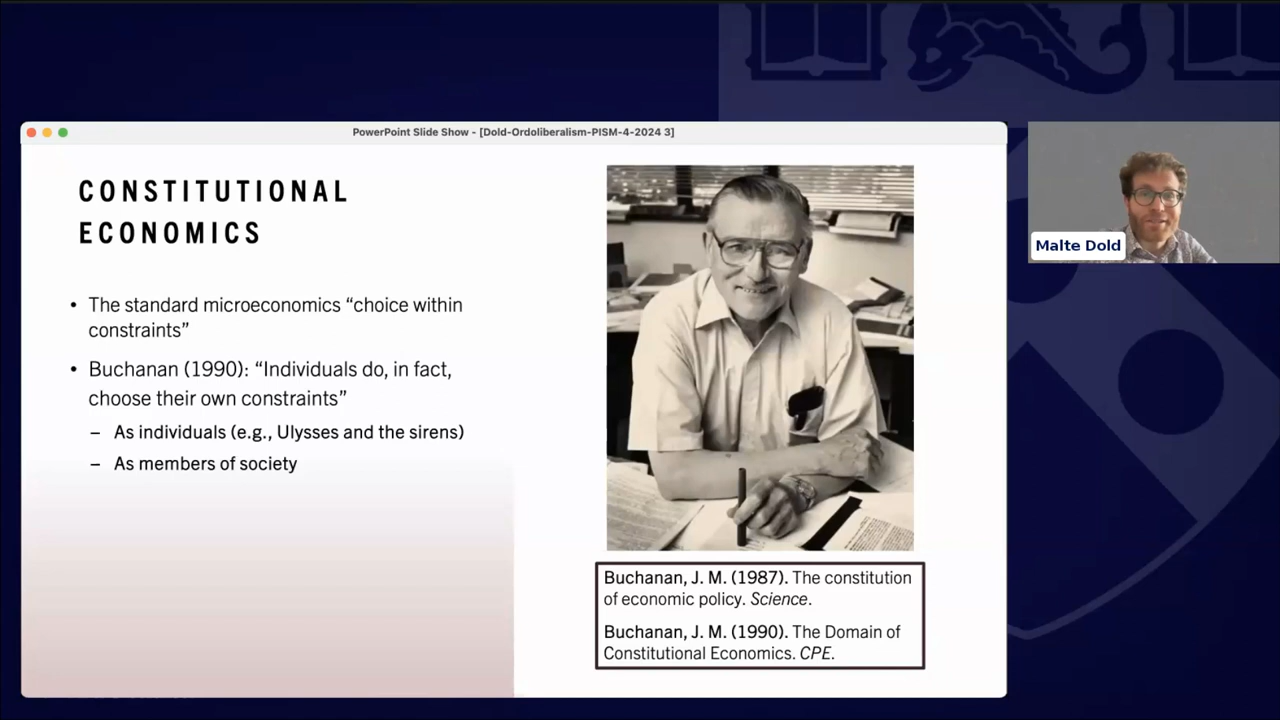 PowerPoint Slide Show - [Dold-Ordoliberalism-PISM-4-2024 3]
CONSTITUTIONAL
ECONOMICS
• The standard microeconomics “choice within
constraints”
• Buchanan (1990): “Individuals do, in fact,
choose their own constraints”
– As individuals (e.g., Ulysses and the sirens)
– As members of society
Buchanan, J. M. (1987). The constitution
of economic policy. Science.
Buchanan, J. M. (1990). The Domain of
Constitutional Economics. CPE.
Malte Dold